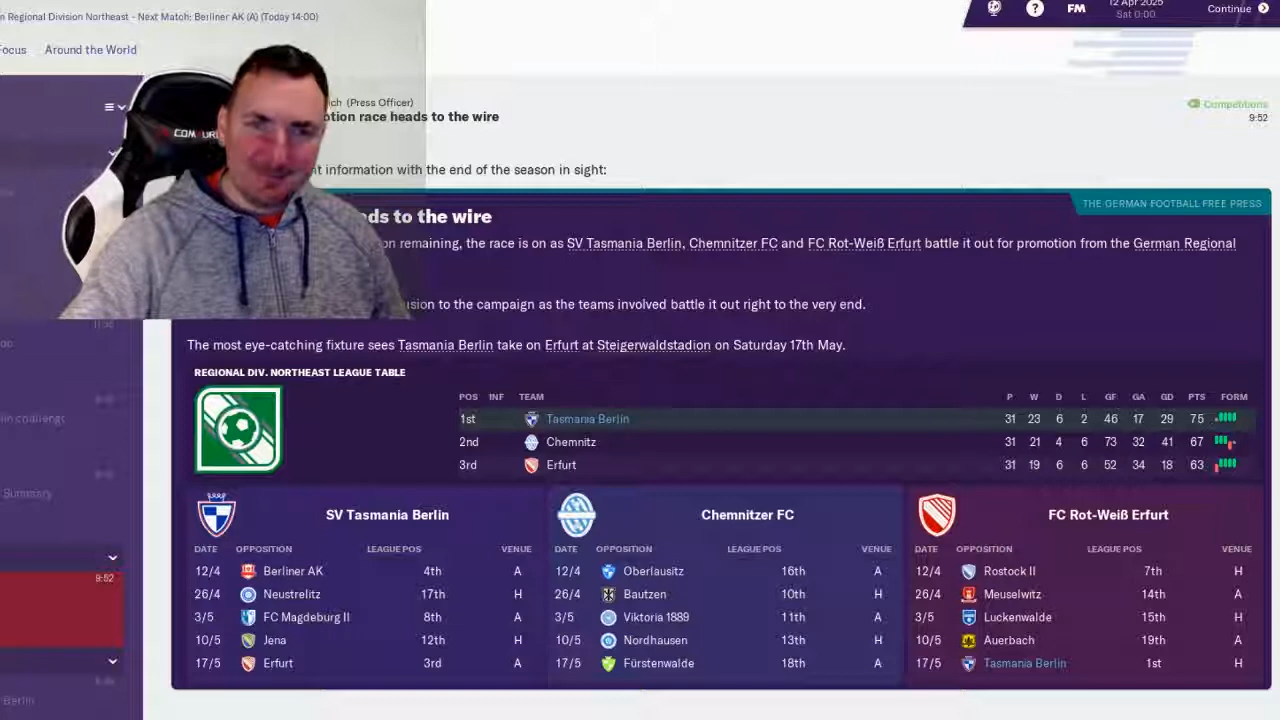 n Regional Division Northeast - Next Match: Berliner AK (A) (Today 14:00)
12 Apr 2025
Sat 0:00
FM
Continue
Focus
Around the World
ich (Press Officer)
otion race heads to the wire
Competitions
9:52
nt information with the end of the season in sight:
THE GERMAN FOOTBALL FREE PRESS
ads to the wire
on remaining, the race is on as SV Tasmania Berlin, Chemnitzer FC and FC Rot-Weiß Erfurt battle it out for promotion from the German Regional
usion to the campaign as the teams involved battle it out right to the very end.
The most eye-catching fixture sees Tasmania Berlin take on Erfurt at Steigerwaldstadion on Saturday 17th May.
REGIONAL DIV. NORTHEAST LEAGUE TABLE
POS INF TEAM P W D L GF GA GD PTS FORM
1st Tasmania Berlin 31 23 6 2 46 17 29 75
2nd Chemnitz 31 21 4 6 73 32 41 67
3rd Erfurt 31 19 6 6 52 34 18 63
SV Tasmania Berlin
DATE OPPOSITION LEAGUE POS VENUE
12/4 Berliner AK 4th A
26/4 Neustrelitz 17th H
3/5 FC Magdeburg II 8th A
10/5 Jena 12th H
17/5 Erfurt 3rd A
Chemnitzer FC
DATE OPPOSITION LEAGUE POS VENUE
12/4 Oberlausitz 16th A
26/4 Bautzen 10th H
3/5 Viktoria 1889 11th A
10/5 Nordhausen 13th H
17/5 Fürstenwalde 18th A
FC Rot-Weiß Erfurt
DATE OPPOSITION LEAGUE POS VENUE
12/4 Rostock II 7th H
26/4 Meuselwitz 14th A
3/5 Luckenwalde 15th H
10/5 Auerbach 19th A
17/5 Tasmania Berlin 1st H
lin challenge
Summary
9:52
Berlin